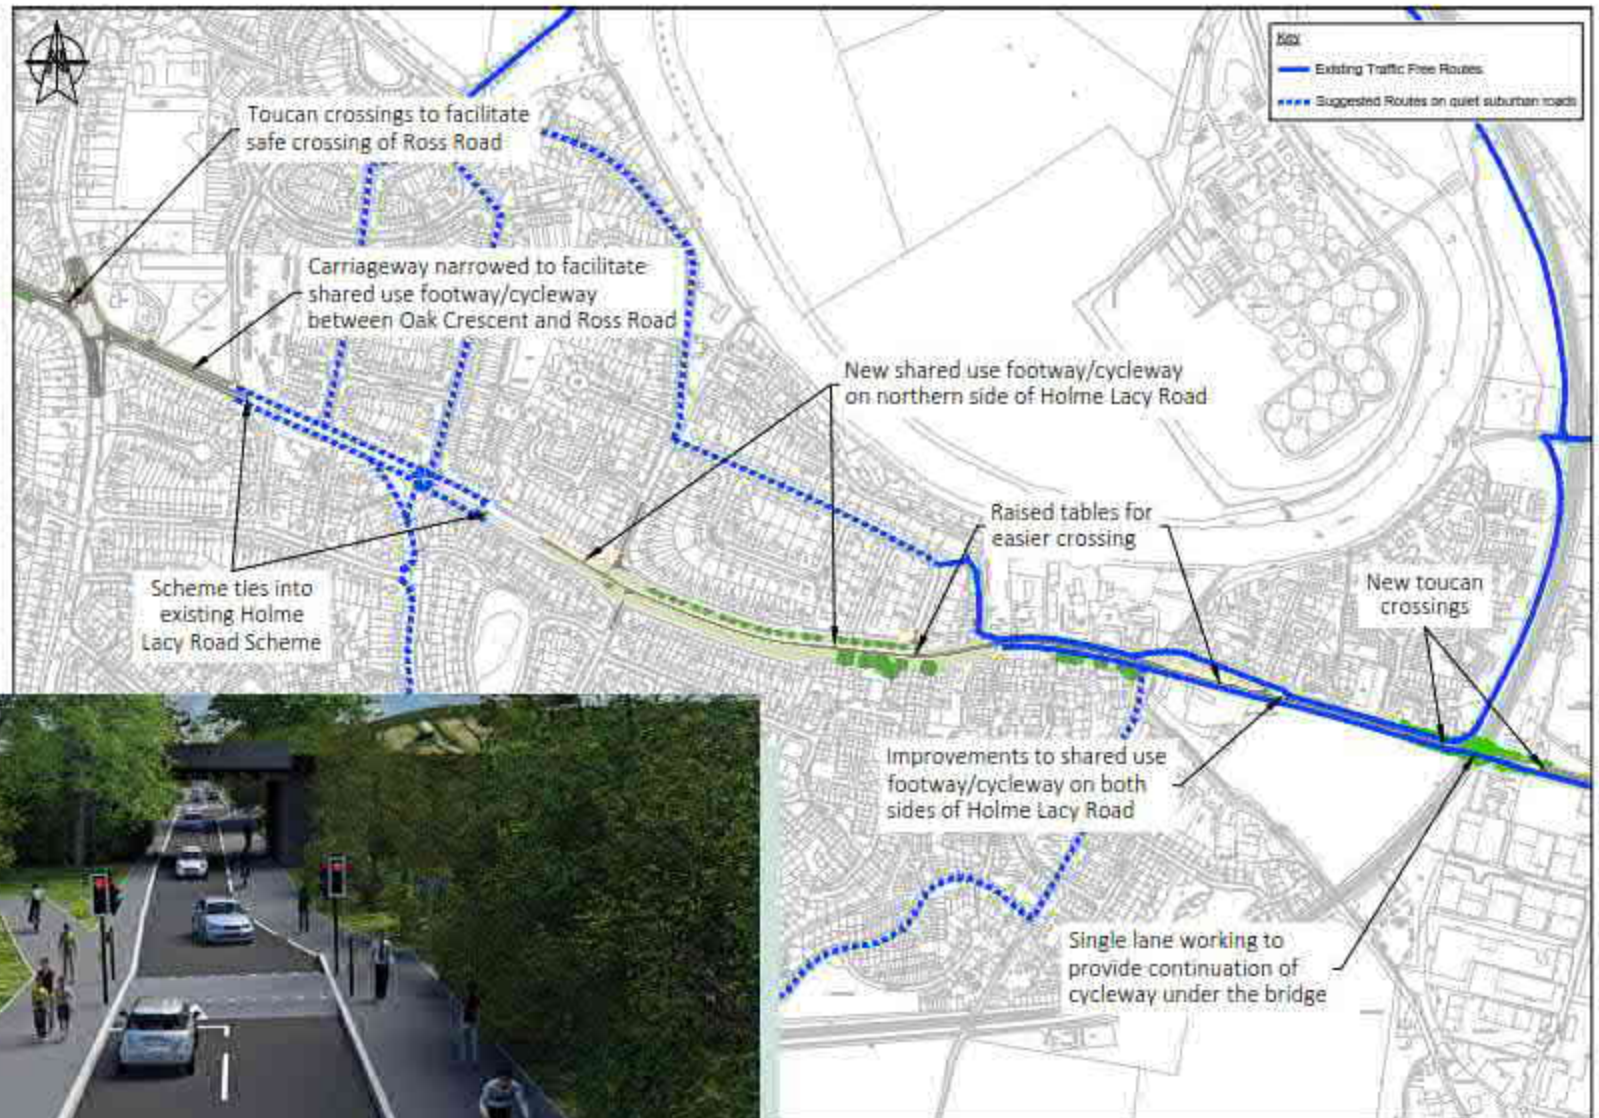 Key
Existing Traffic Free Routes
Suggested Routes on quiet suburban roads
Toucan crossings to facilitate
safe crossing of Ross Road
Carriageway narrowed to facilitate
shared use footway/cycleway
between Oak Crescent and Ross Road
New shared use footway/cycleway
on northern side of Holme Lacy Road
Raised tables for
easier crossing
New toucan
crossings
Scheme ties into
existing Holme
Lacy Road Scheme
Improvements to shared use
footway/cycleway on both
sides of Holme Lacy Road
Single lane working to
provide continuation of
cycleway under the bridge